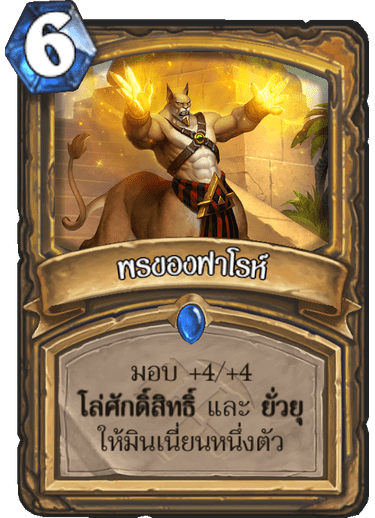 6
พรของฟาโรห์
มอบ +4/+4
โล่ศักดิ์สิทธิ์ และ ยั่วยุ
ให้มินเนี่ยนหนึ่งตัว